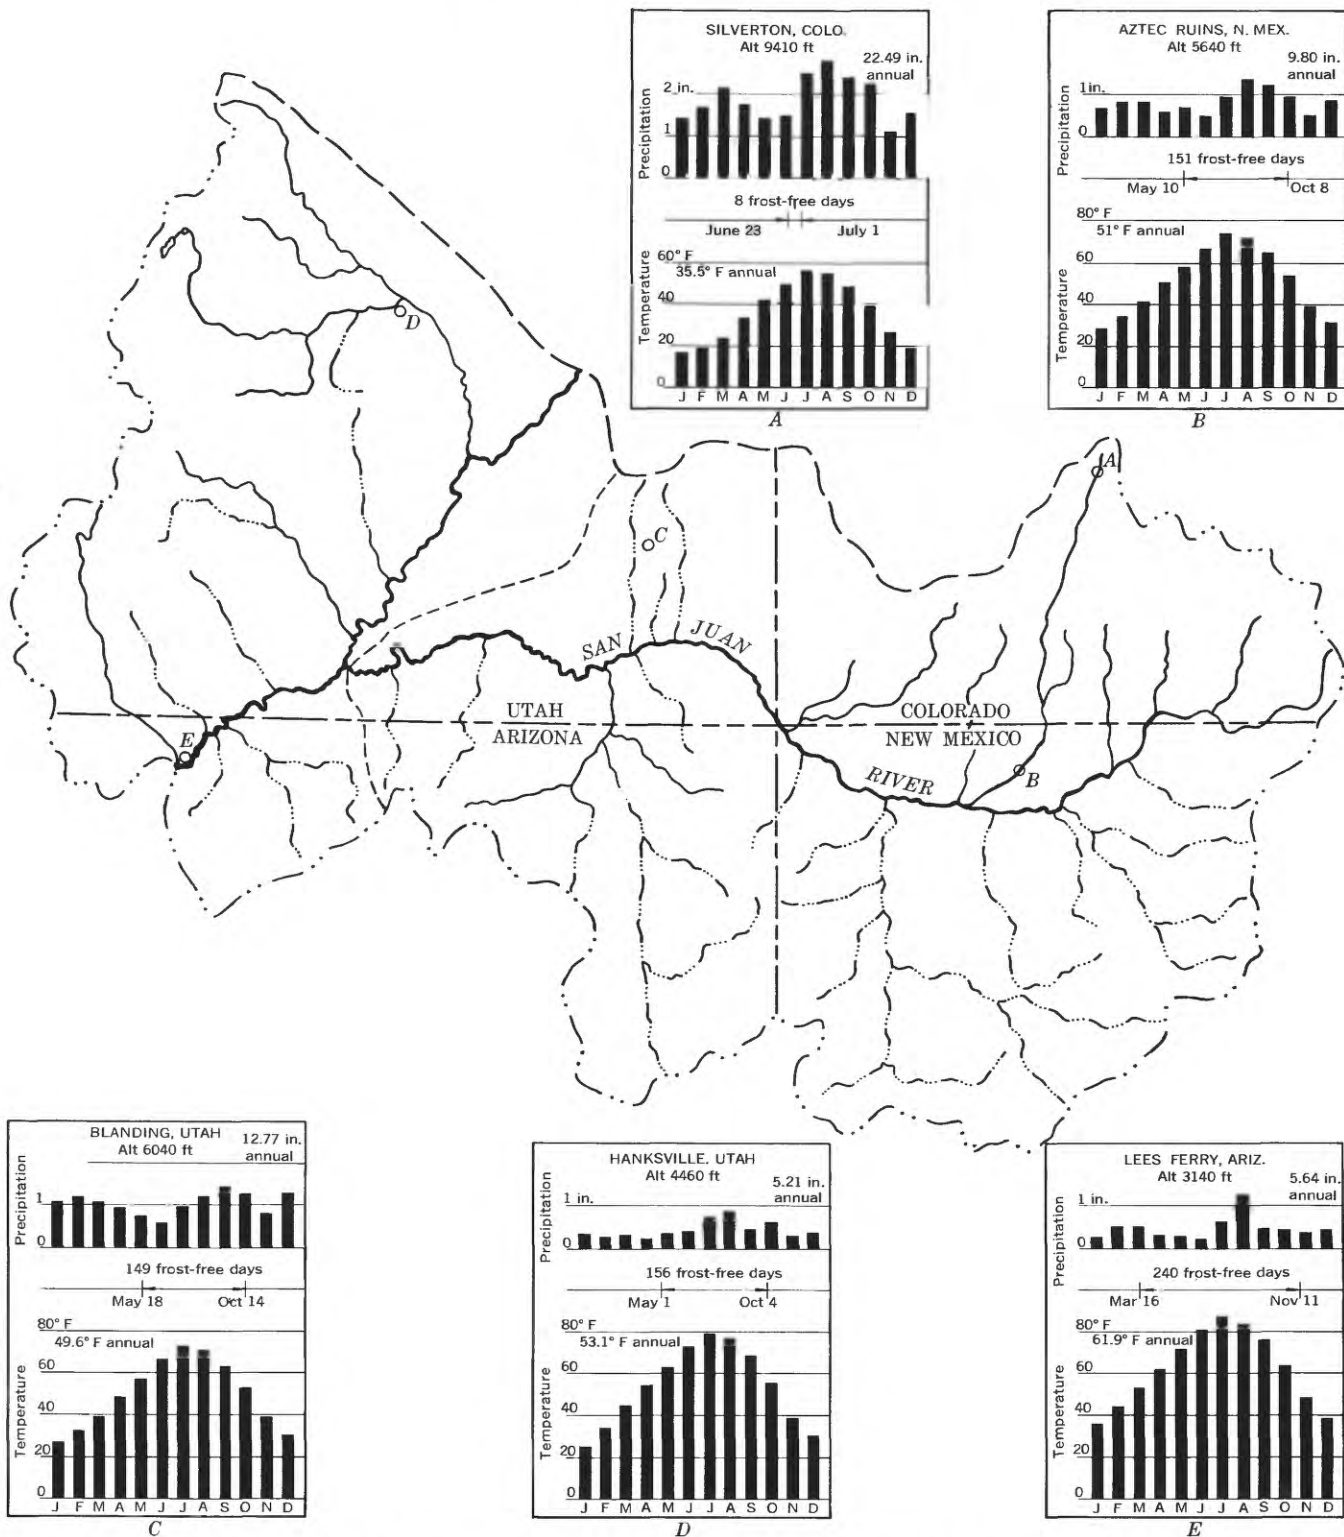 SILVERTON, COLO.
Alt 9410 ft
22.49 in.
annual
Precipitation
2 in.
1
0
8 frost-free days
June 23 July 1
Temperature
60° F
35.5° F annual
40
20
0
J F M A M J J A S O N D
A
AZTEC RUINS, N. MEX.
Alt 5640 ft
9.80 in.
annual
Precipitation
1 in.
0
151 frost-free days
May 10 Oct 8
Temperature
80° F
51° F annual
60
40
20
0
J F M A M J J A S O N D
B
D
A
C
SAN JUAN
UTAH
ARIZONA
COLORADO
NEW MEXICO
E
RIVER
B
BLANDING, UTAH
Alt 6040 ft
12.77 in.
annual
Precipitation
1
0
149 frost-free days
May 18 Oct 14
Temperature
80° F
49.6° F annual
60
40
20
0
J F M A M J J A S O N D
C
HANKSVILLE, UTAH
Alt 4460 ft
5.21 in.
annual
Precipitation
1 in.
0
156 frost-free days
May 1 Oct 4
Temperature
80° F
53.1° F annual
60
40
20
0
J F M A M J J A S O N D
D
LEES FERRY, ARIZ.
Alt 3140 ft
5.64 in.
annual
Precipitation
1 in.
0
240 frost-free days
Mar 16 Nov 11
Temperature
80° F
61.9° F annual
60
40
20
0
J F M A M J J A S O N D
E